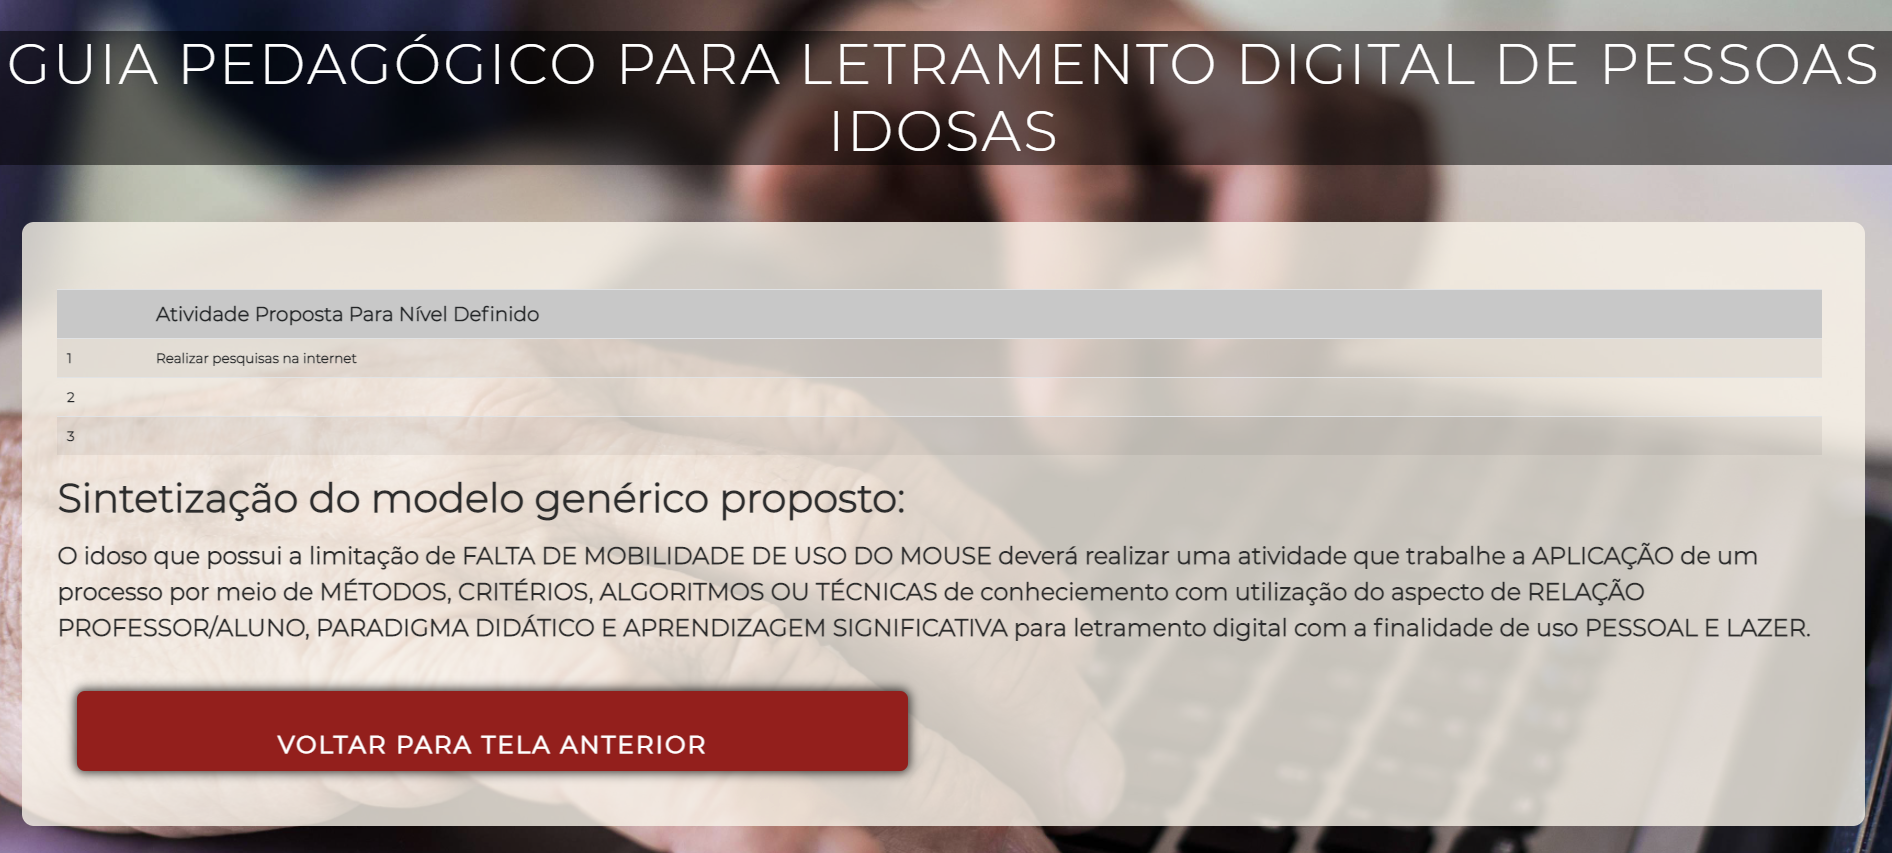 GUIA PEDAGÓGICO PARA LETRAMENTO DIGITAL DE PESSOAS
IDOSAS
Atividade Proposta Para Nível Definido
1 Realizar pesquisas na internet
2
3
Sintetização do modelo genérico proposto:
O idoso que possui a limitação de FALTA DE MOBILIDADE DE USO DO MOUSE deverá realizar uma atividade que trabalhe a APLICAÇÃO de um
processo por meio de MÉTODOS, CRITÉRIOS, ALGORITMOS OU TÉCNICAS de conheciemento com utilização do aspecto de RELAÇÃO
PROFESSOR/ALUNO, PARADIGMA DIDÁTICO E APRENDIZAGEM SIGNIFICATIVA para letramento digital com a finalidade de uso PESSOAL E LAZER.
VOLTAR PARA TELA ANTERIOR